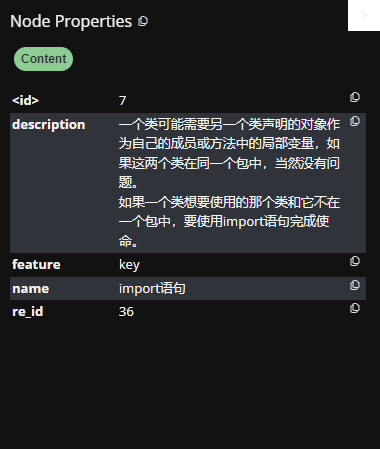 Node Properties
Content
<id> 7
description 一个类可能需要另一个类声明的对象作
为自己的成员或方法中的局部变量，如
果这两个类在同一个包中，当然没有问
题。
如果一个类想要使用的那个类和它不在
一个包中，要使用import语句完成使
命。
feature key
name import语句
re_id 36